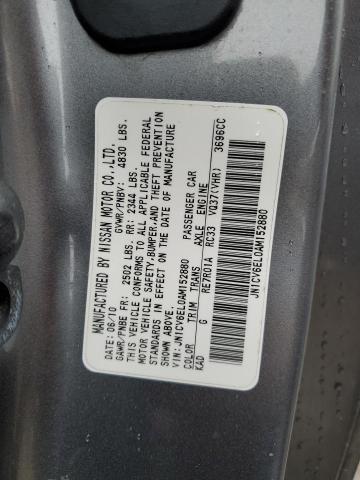 MANUFACTURED BY NISSAN MOTOR CO.,LTD.
DATE: 06/10 GVWR/PNBV: 4830 LBS.
GAWR/PNBE FR: 2502 LBS. RR: 2344 LBS.
THIS VEHICLE CONFORMS TO ALL APPLICABLE FEDERAL
MOTOR VEHICLE SAFETY,BUMPER,AND THEFT PREVENTION
STANDARDS IN EFFECT ON THE DATE OF MANUFACTURE
SHOWN ABOVE.
VIN: JN1CV6EL0AM152880 PASSENGER CAR
COLOR TRIM TRANS AXLE ENGINE
KAD G RE7R01A RC33 VQ37(VHR) 3696CC
JN1CV6EL0AM152880